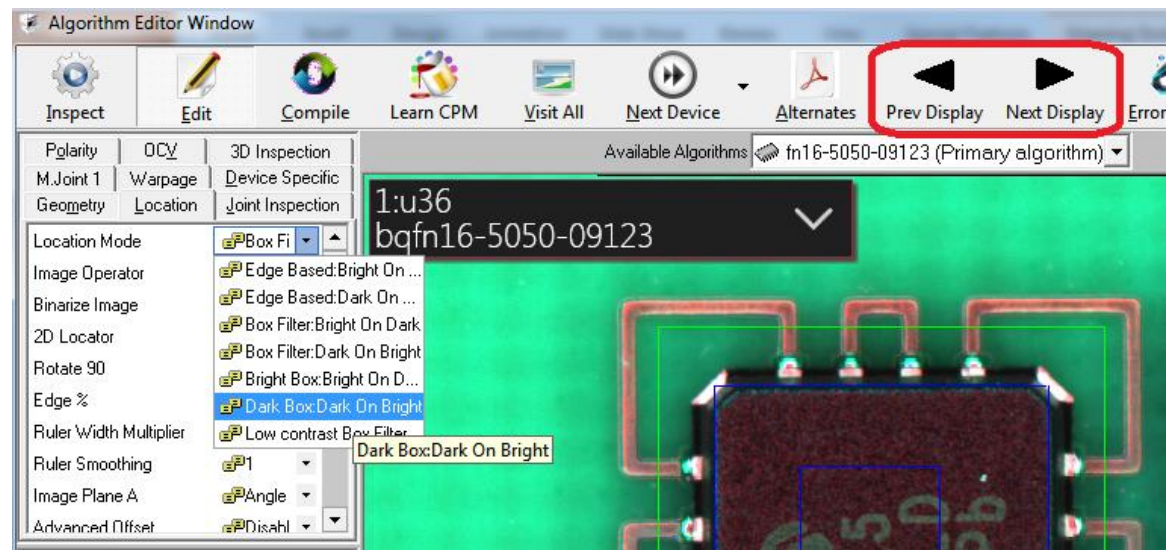 Algorithm Editor Window
Inspect Edit Compile Learn CPM Visit All Next Device Alternates Prev Display Next Display Error
Polarity OCV 3D Inspection
Available Algorithms fn16-5050-09123 (Primary algorithm)
M.Joint 1 Warpage Device Specific
Geometry Location Joint Inspection
1:u36
bqfn16-5050-09123
Location Mode Box Fi
Image Operator Edge Based:Bright On ...
Binarize Image Edge Based:Dark On ...
2D Locator Box Filter:Bright On Dark
Box Filter:Dark On Bright
Rotate 90 Bright Box:Bright On D...
Edge % Dark Box:Dark On Bright
Ruler Width Multiplier Low contrast Box Filter
Dark Box:Dark On Bright
Ruler Smoothing 1
Image Plane A Angle
Advanced Offset Disabl